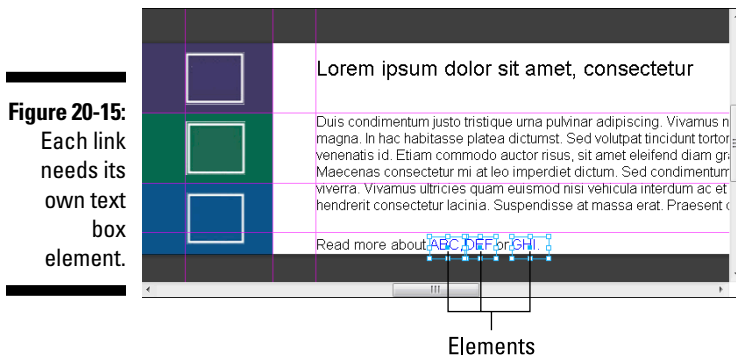 Figure 20-15:
Each link
needs its
own text
box
element.
Lorem ipsum dolor sit amet, consectetur
Duis condimentum justo tristique urna pulvinar adipiscing. Vivamus n
magna. In hac habitasse platea dictumst. Sed volutpat tincidunt tortor
venenatis id. Etiam commodo auctor risus, sit amet eleifend diam gra
Maecenas consectetur mi at leo imperdiet dictum. Sed condimentum
viverra. Vivamus ultricies quam euismod nisi vehicula interdum ac et
hendrerit consectetur lacinia. Suspendisse at massa erat. Praesent c
Read more about ABC, DEF or GHI.
Elements